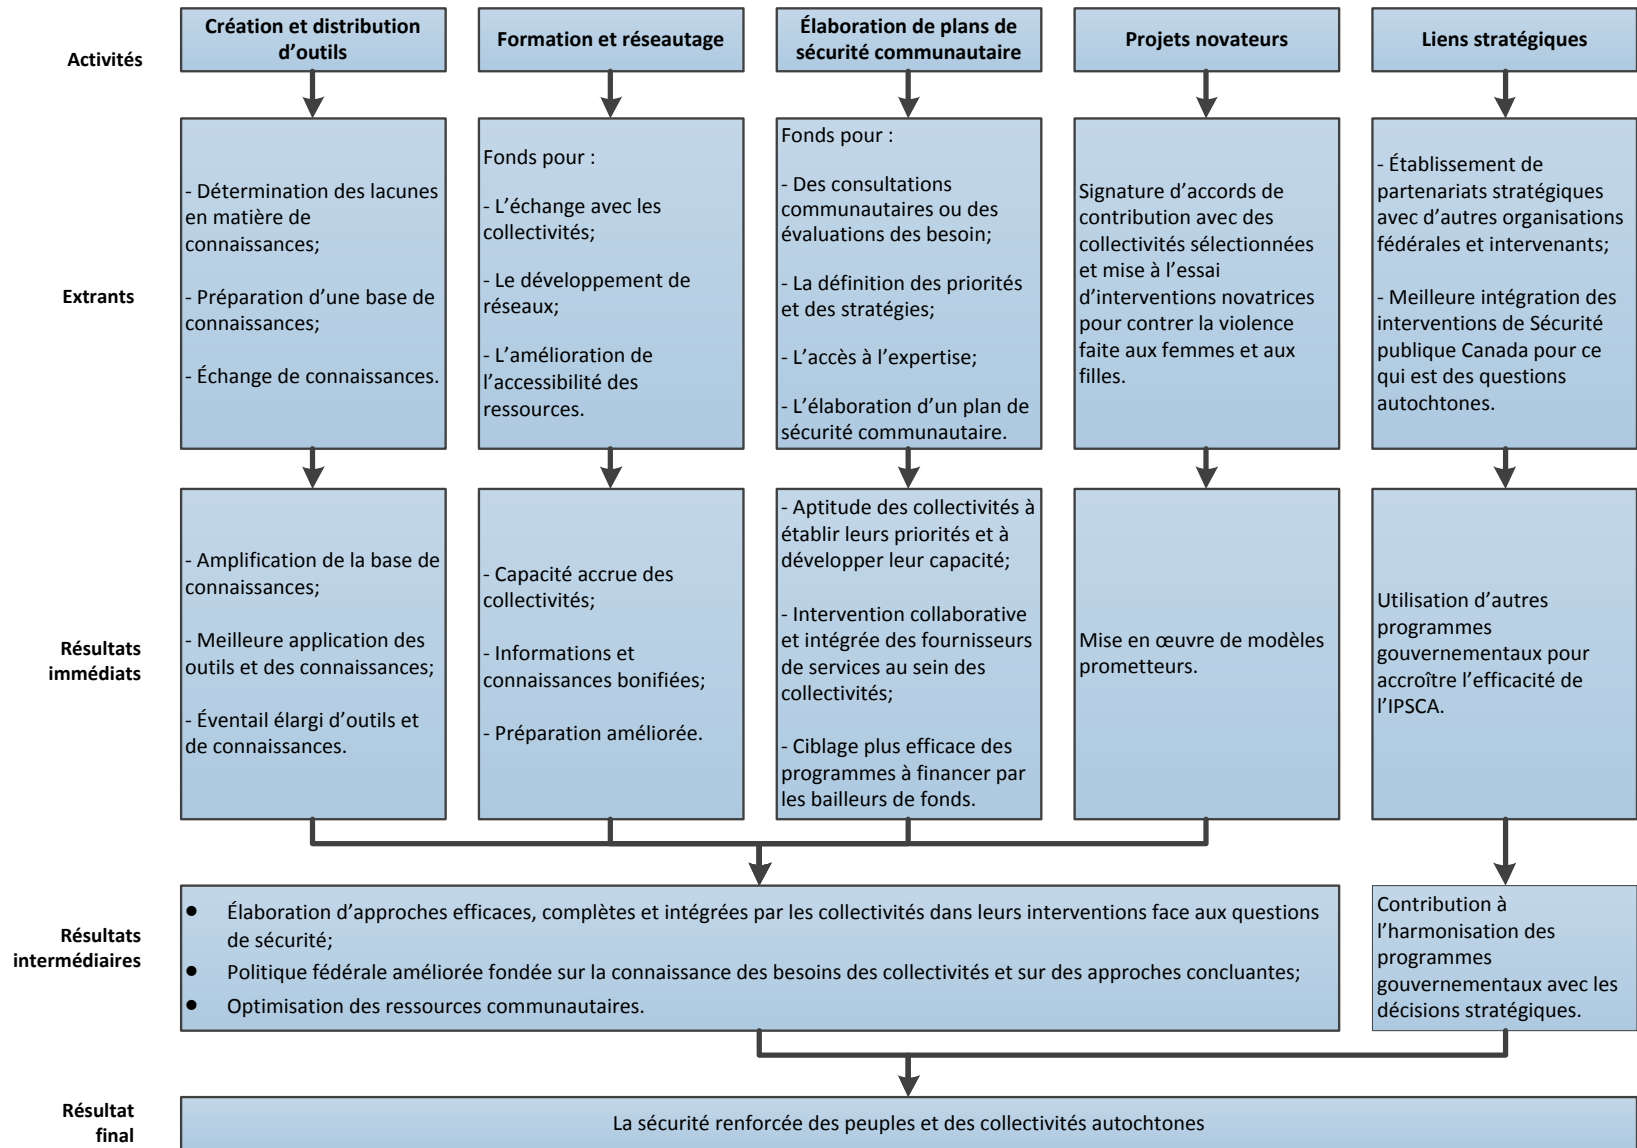 Activités
Création et distribution
d’outils
Formation et réseautage
Élaboration de plans de
sécurité communautaire
Projets novateurs
Liens stratégiques
Extrants
- Détermination des lacunes
en matière de
connaissances;
- Préparation d’une base de
connaissances;
- Échange de connaissances.
Fonds pour :
- L’échange avec les
collectivités;
- Le développement de
réseaux;
- L’amélioration de
l’accessibilité des
ressources.
Fonds pour :
- Des consultations
communautaires ou des
évaluations des besoin;
- La définition des priorités
et des stratégies;
- L’accès à l’expertise;
- L’élaboration d’un plan de
sécurité communautaire.
Signature d’accords de
contribution avec des
collectivités sélectionnées
et mise à l’essai
d’interventions novatrices
pour contrer la violence
faite aux femmes et aux
filles.
- Établissement de
partenariats stratégiques
avec d’autres organisations
fédérales et intervenants;
- Meilleure intégration des
interventions de Sécurité
publique Canada pour ce
qui est des questions
autochtones.
Résultats
immédiats
- Amplification de la base de
connaissances;
- Meilleure application des
outils et des connaissances;
- Éventail élargi d’outils et
de connaissances.
- Capacité accrue des
collectivités;
- Informations et
connaissances bonifiées;
- Préparation améliorée.
- Aptitude des collectivités à
établir leurs priorités et à
développer leur capacité;
- Intervention collaborative
et intégrée des fournisseurs
de services au sein des
collectivités;
- Ciblage plus efficace des
programmes à financer par
les bailleurs de fonds.
Mise en œuvre de modèles
prometteurs.
Utilisation d’autres
programmes
gouvernementaux pour
accroître l’efficacité de
l’IPSCA.
Résultats
intermédiaires
● Élaboration d’approches efficaces, complètes et intégrées par les collectivités dans leurs interventions face aux questions
de sécurité;
● Politique fédérale améliorée fondée sur la connaissance des besoins des collectivités et sur des approches concluantes;
● Optimisation des ressources communautaires.
Contribution à
l’harmonisation des
programmes
gouvernementaux avec les
décisions stratégiques.
Résultat
final
La sécurité renforcée des peuples et des collectivités autochtones